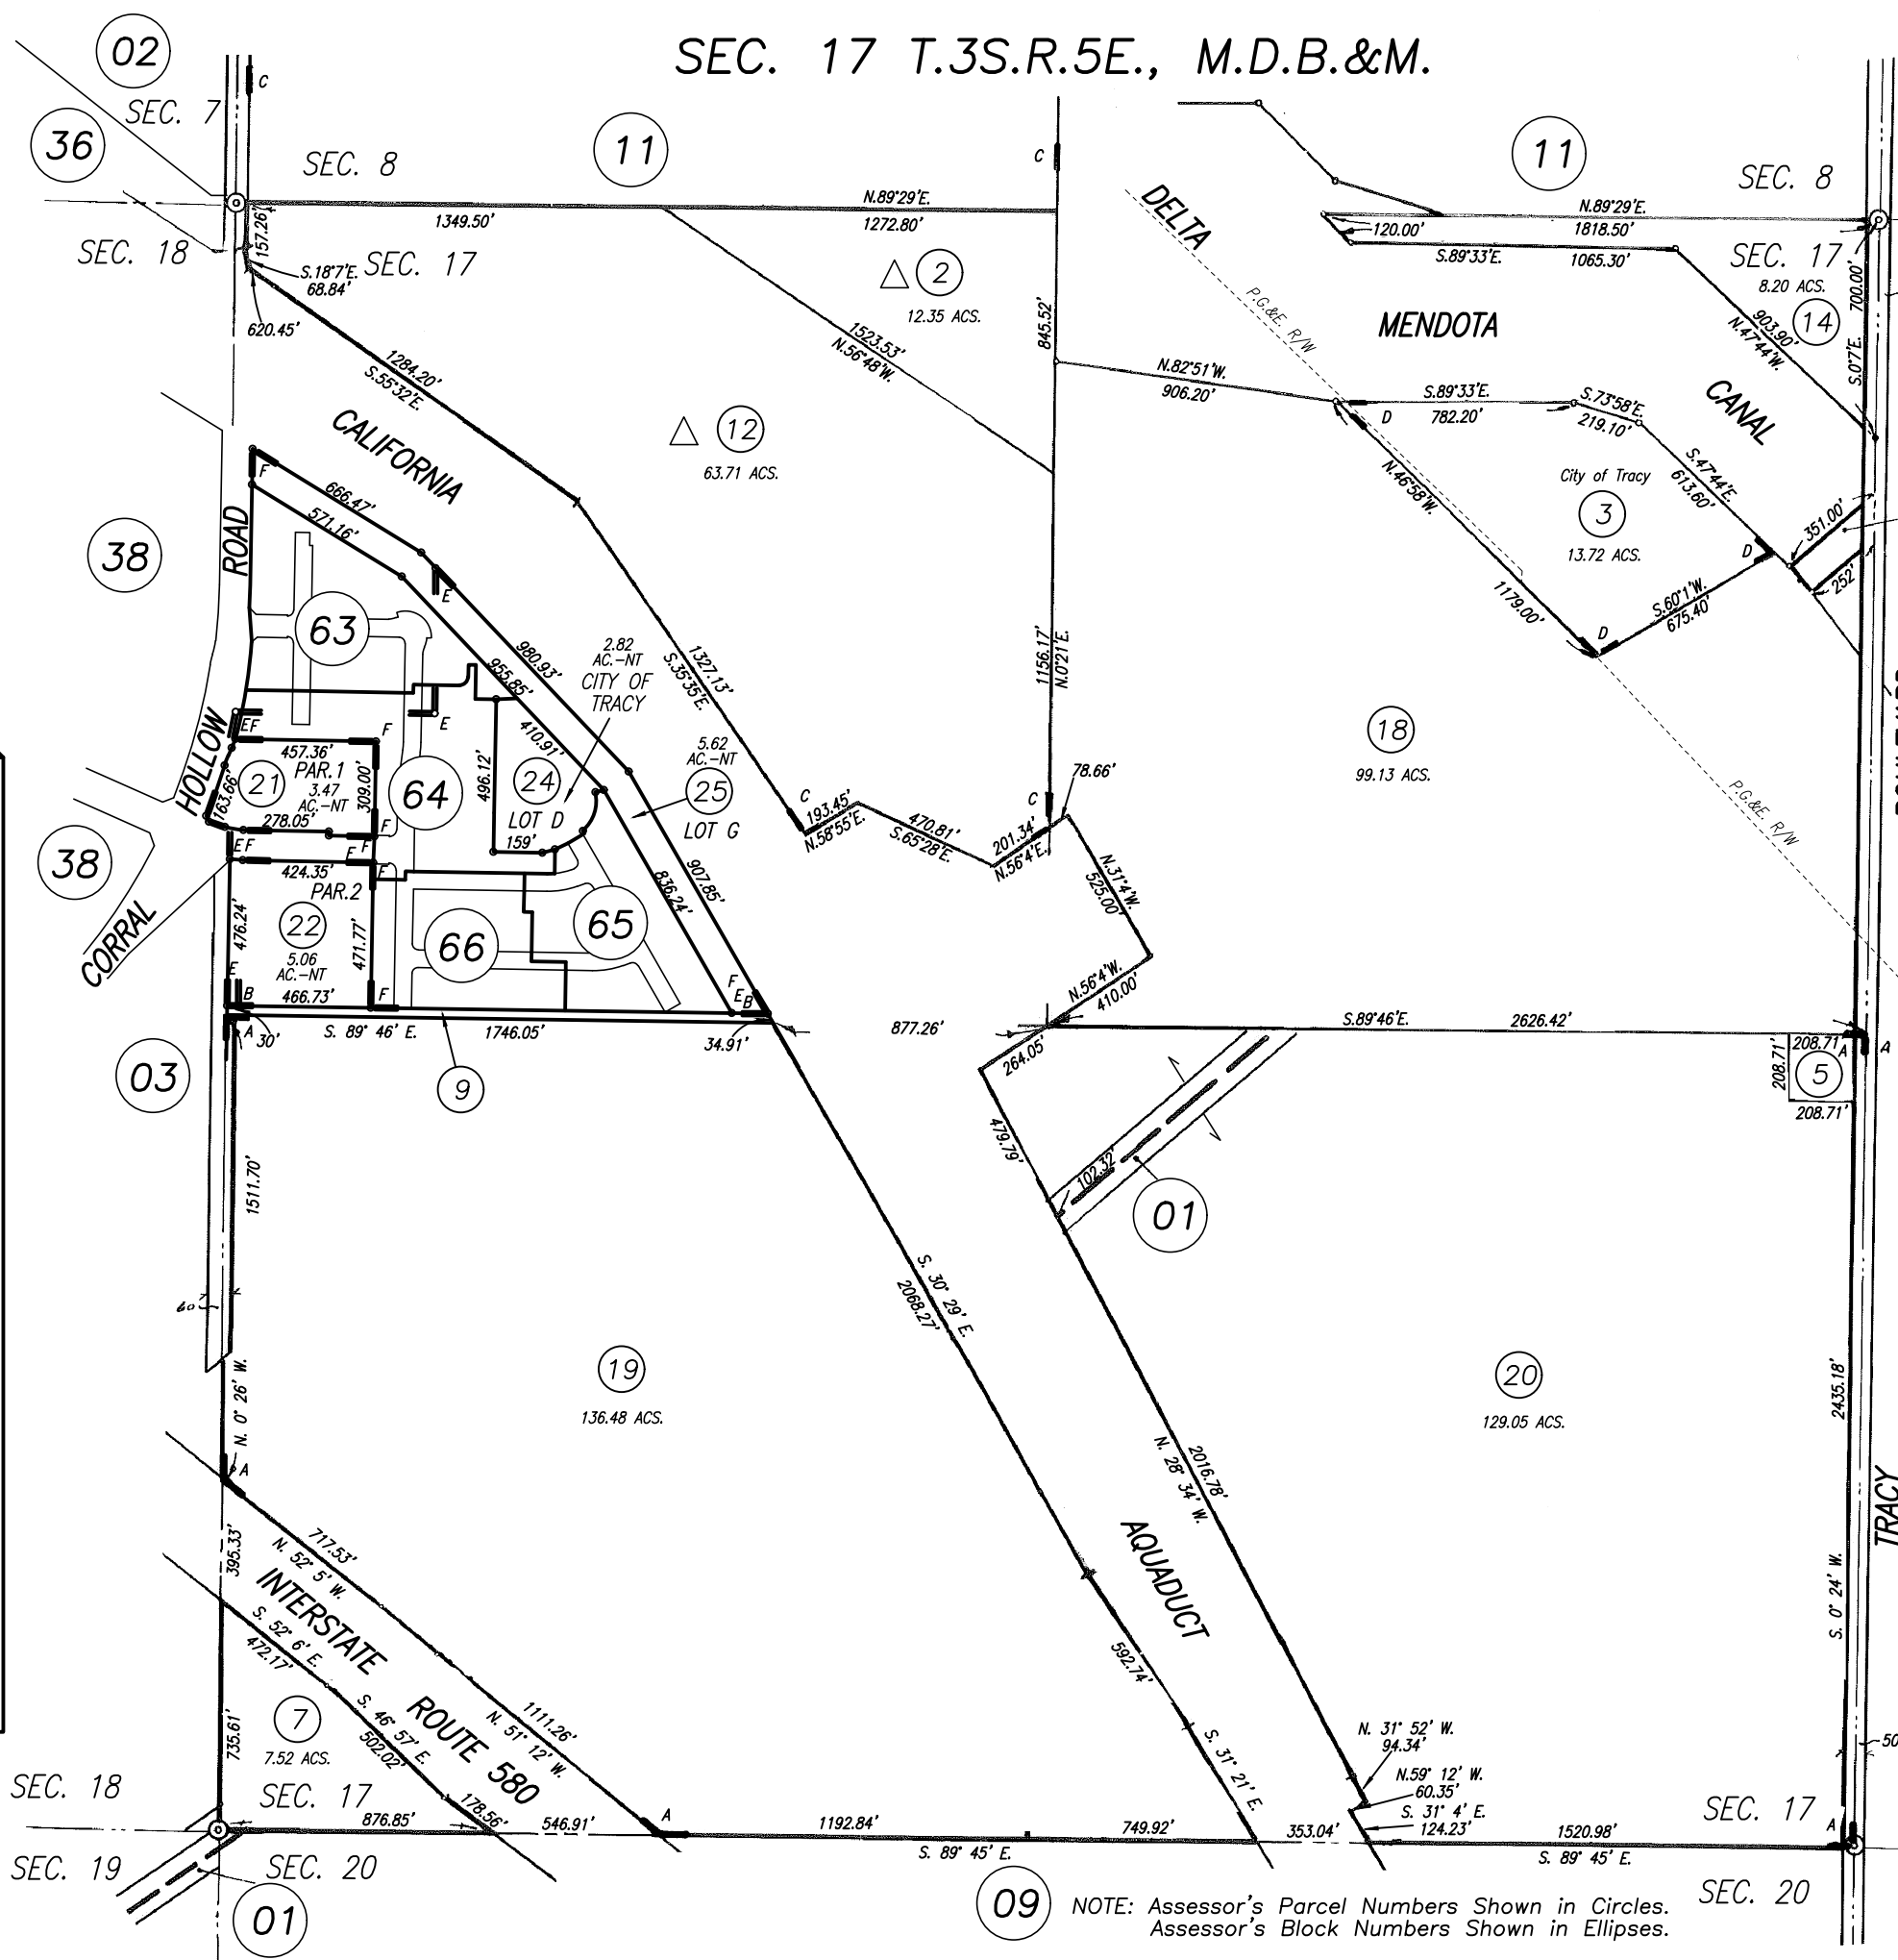 SEC. 17 T.3S.R.5E., M.D.B.&M.
02
SEC. 7
C
36
SEC. 8
11
C
11
SEC. 8
N.89°29'E.
1349.50'
1272.80'
N.89°29'E.
1818.50'
157.26'
SEC. 18
S.18°7'E.
68.84'
SEC. 17
620.45'
2
12.35 ACS.
DELTA
120.00'
S.89°33'E.
1065.30'
SEC. 17
8.20 ACS.
14
700.00'
S.0°7'E.
903.90'
N.47°44'W.
P.G.&E. R/W
MENDOTA
CANAL
1523.53'
N.56°48'W.
845.52'
1284.20'
S.55°32'E.
N.82°51'W.
906.20'
S.89°33'E.
782.20'
S.73°58'E.
219.10'
D
CALIFORNIA
12
63.71 ACS.
N.46°58'W.
1179.00'
City of Tracy
3
13.72 ACS.
S.47°44'E.
613.60'
351.00'
252'
D
S.60°1'W.
675.40'
D
F
666.47'
571.16'
ROAD
38
E
63
980.93'
955.85'
2.82
AC.-NT
CITY OF
TRACY
1327.13'
S.35°35'E.
1156.17'
N.0°21'E.
18
99.13 ACS.
P.G.&E. R/W
HOLLOW
EF
F
E
457.36'
PAR.1
21
3.47
AC.-NT
309.00'
163.66'
278.05'
64
496.12'
410.91'
24
LOT D
159'
5.62
AC.-NT
25
LOT G
C
193.45'
N.58°55'E.
470.81'
S.65°28'E.
201.34'
N.56°4'E.
C
78.66'
N.31°4'W.
525.00'
N.56°4'W.
410.00'
F
EF
E F
F
38
424.35'
PAR.2
22
5.06
AC.-NT
476.24'
471.77'
CORRAL
66
65
836.24'
907.85'
E
B
466.73'
F
F
E
B
A
30'
S. 89° 46' E.
1746.05'
34.91'
877.26'
S.89°46'E.
2626.42'
208.71'
208.71'
A
A
5
208.71'
03
9
264.05'
479.79'
102.32'
01
1511.70'
60'
S. 30° 29' E.
2068.27'
19
136.48 ACS.
20
129.05 ACS.
2435.18'
N. 0° 26' W.
A
2016.78'
N. 28° 34' W.
AQUADUCT
TRACY
395.33'
717.53'
N. 52° 5' W.
INTERSTATE
ROUTE 580
S. 52° 6' E.
472.17'
592.74'
S. 0° 24' W.
7
7.52 ACS.
735.61'
S. 46° 57' E.
502.02'
1111.26'
N. 51° 12' W.
S. 31° 21' E.
N. 31° 52' W.
94.34'
N.59° 12' W.
60.35'
S. 31° 4' E.
124.23'
50
SEC. 18
SEC. 17
876.85'
178.56'
546.91'
A
1192.84'
749.92'
S. 89° 45' E.
353.04'
1520.98'
S. 89° 45' E.
SEC. 17
A
SEC. 19
SEC. 20
01
09
NOTE: Assessor's Parcel Numbers Shown in Circles.
Assessor's Block Numbers Shown in Ellipses.
SEC. 20